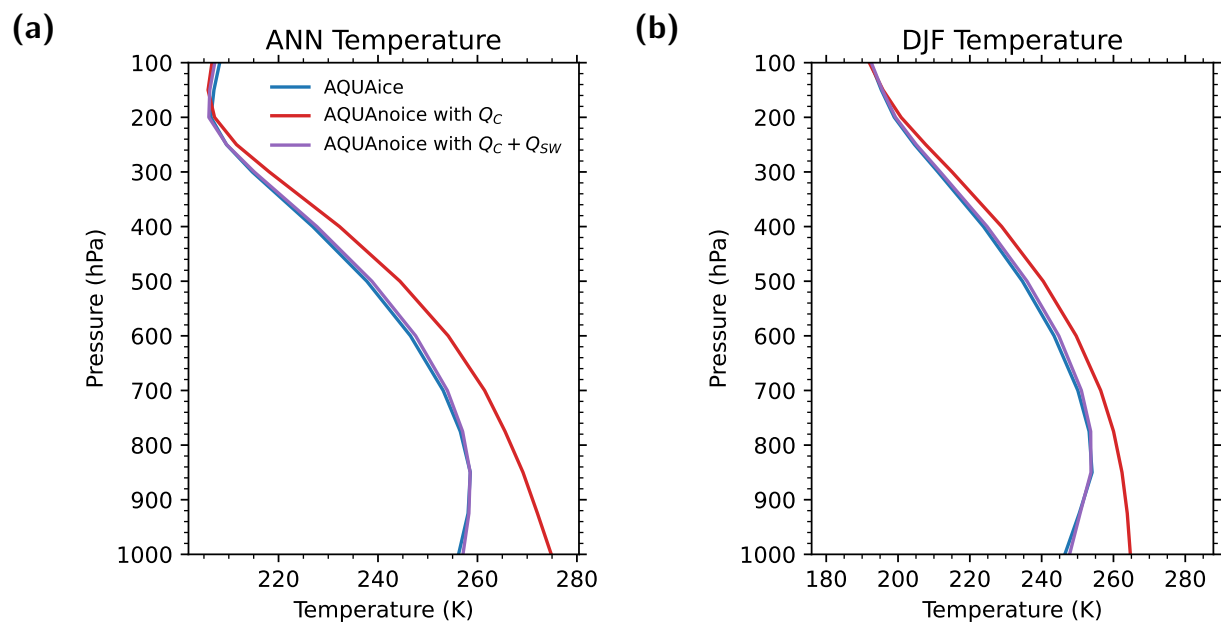 (a)
ANN Temperature
100
200
300
400
500
600
700
800
900
1000
Pressure (hPa)
AQUAice
AQUAnoice with Q_C
AQUAnoice with Q_C + Q_SW
220 240 260 280
Temperature (K)
(b)
DJF Temperature
100
200
300
400
500
600
700
800
900
1000
Pressure (hPa)
180 200 220 240 260 280
Temperature (K)